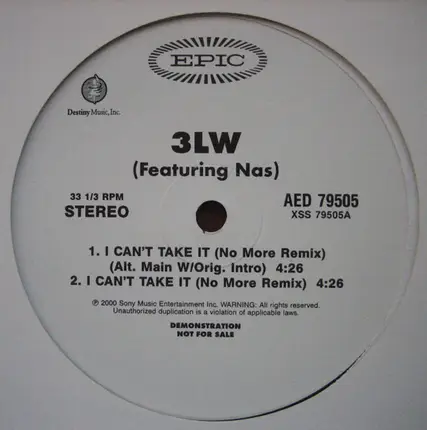 EPIC
Destiny Music, Inc.
3LW
(Featuring Nas)
33 1/3 RPM
STEREO
AED 79505
XSS 79505A
1. I CAN'T TAKE IT (No More Remix)
(Alt. Main W/Orig. Intro) 4:26
2. I CAN'T TAKE IT (No More Remix) 4:26
℗ 2000 Sony Music Entertainment Inc. WARNING: All rights reserved.
Unauthorized duplication is a violation of applicable laws.
DEMONSTRATION
NOT FOR SALE